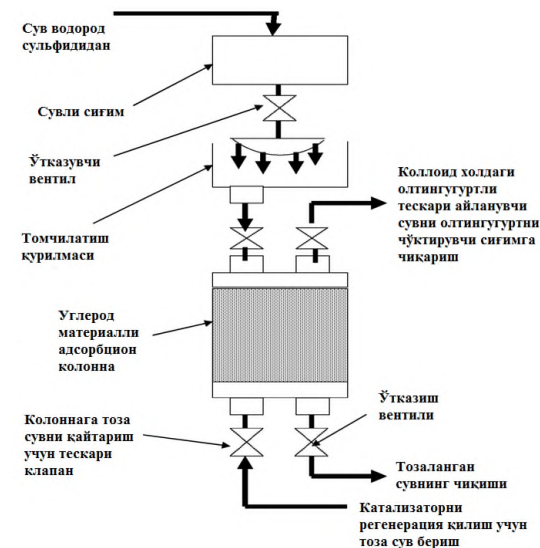 Сув водород
сульфидидан
Сувли сиғим
Ўтказувчи
вентил
Томчилатиш
қурилмаси
Коллоид холдаги
олтингугуртли
тескари айланувчи
сувни олтингугуртни
чўктирувчи сиғимга
чиқариш
Углерод
материалли
адсорбцион
колонна
Ўтказиш
вентили
Колоннага тоза
сувни қайтариш
учун тескари
клапан
Тозаланган
сувнинг чиқиши
Катализаторни
регенерация қилиш учун
тоза сув бериш